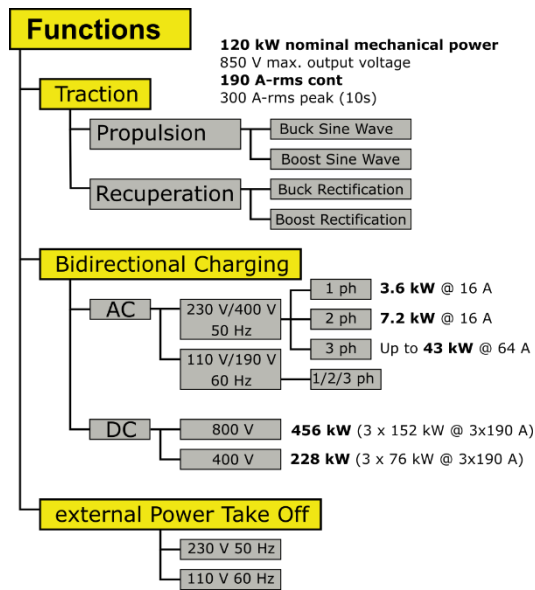 Functions
120 kW nominal mechanical power
850 V max. output voltage
190 A-rms cont
300 A-rms peak (10s)
Traction
Propulsion
Buck Sine Wave
Boost Sine Wave
Recuperation
Buck Rectification
Boost Rectification
Bidirectional Charging
AC
230 V/400 V
50 Hz
1 ph 3.6 kW @ 16 A
2 ph 7.2 kW @ 16 A
3 ph Up to 43 kW @ 64 A
110 V/190 V
60 Hz
1/2/3 ph
DC
800 V 456 kW (3 x 152 kW @ 3x190 A)
400 V 228 kW (3 x 76 kW @ 3x190 A)
external Power Take Off
230 V 50 Hz
110 V 60 Hz